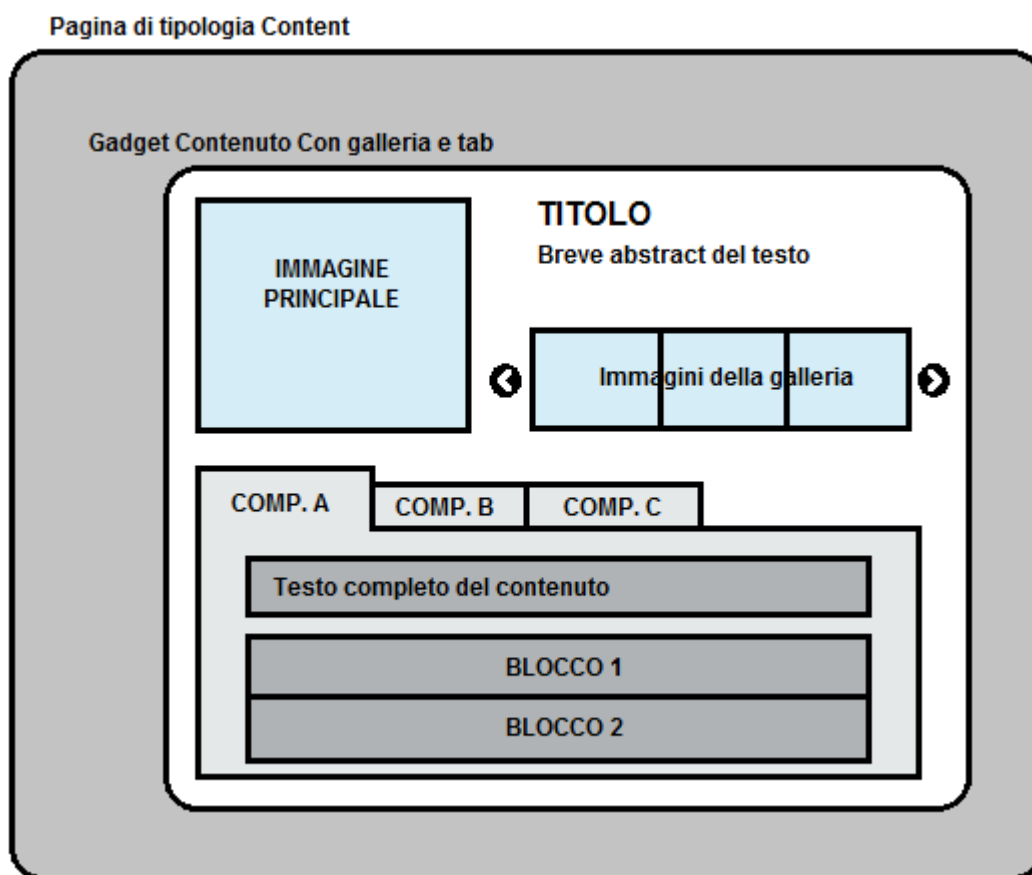 Pagina di tipologia Content
Gadget Contenuto Con galleria e tab
IMMAGINE
PRINCIPALE
TITOLO
Breve abstract del testo
Immagini della galleria
COMP. A
COMP. B
COMP. C
Testo completo del contenuto
BLOCCO 1
BLOCCO 2